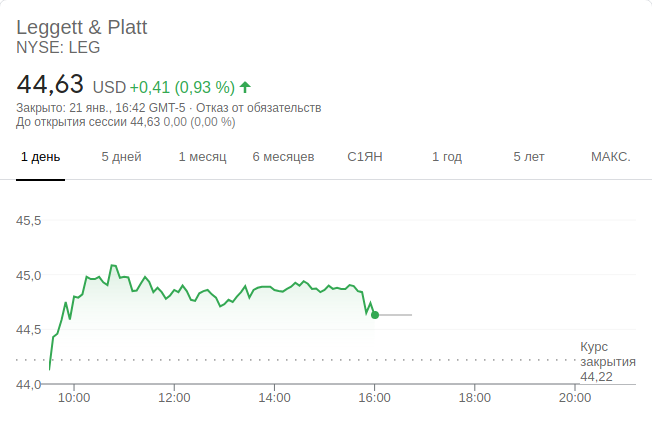 Leggett & Platt
NYSE: LEG
44,63 USD +0,41 (0,93 %)
Закрыто: 21 янв., 16:42 GMT-5 · Отказ от обязательств
До открытия сессии 44,63 0,00 (0,00 %)
1 день 5 дней 1 месяц 6 месяцев С1ЯН 1 год 5 лет МАКС.
45,5
45,0
44,5
Курс
закрытия
44,22
44,0
10:00 12:00 14:00 16:00 18:00 20:00